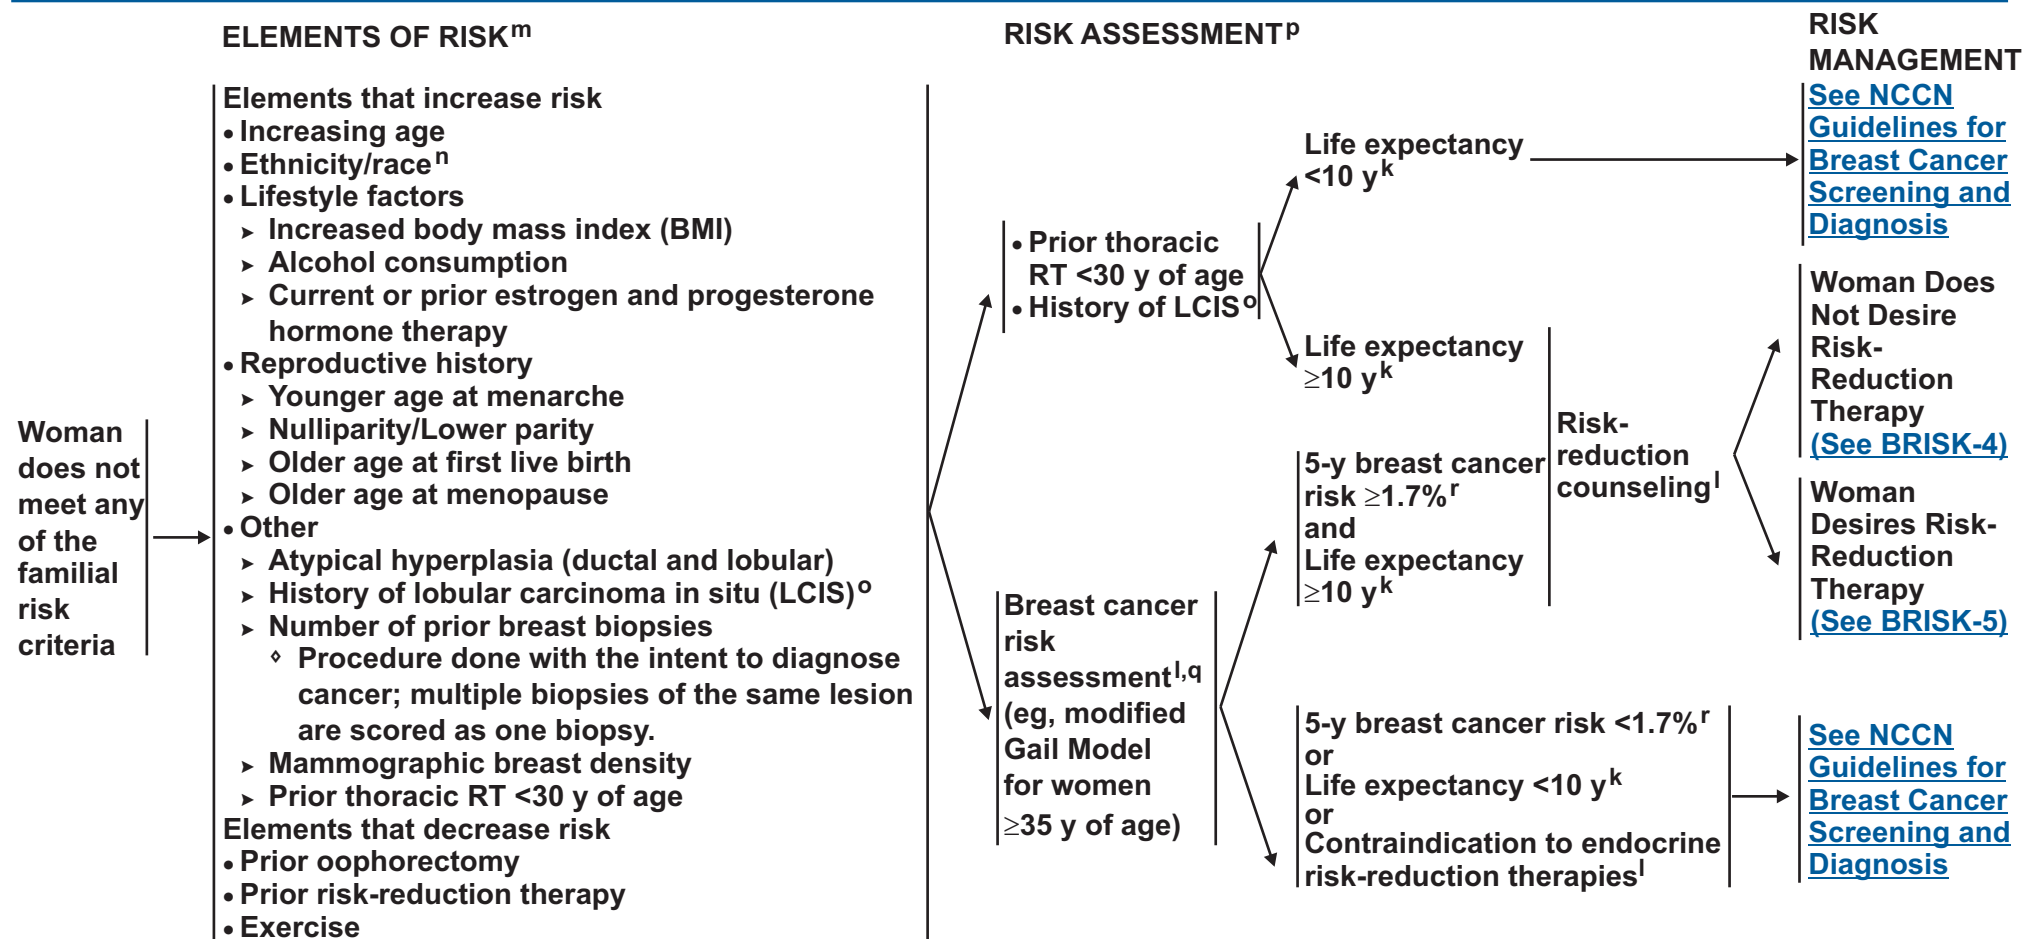 ELEMENTS OF RISKm
RISK ASSESSMENTp
RISK
MANAGEMENT
Woman
does not
meet any
of the
familial
risk
criteria
Elements that increase risk
• Increasing age
• Ethnicity/racen
• Lifestyle factors
➤ Increased body mass index (BMI)
➤ Alcohol consumption
➤ Current or prior estrogen and progesterone
hormone therapy
• Reproductive history
➤ Younger age at menarche
➤ Nulliparity/Lower parity
➤ Older age at first live birth
➤ Older age at menopause
• Other
➤ Atypical hyperplasia (ductal and lobular)
➤ History of lobular carcinoma in situ (LCIS)o
➤ Number of prior breast biopsies
◊ Procedure done with the intent to diagnose
cancer; multiple biopsies of the same lesion
are scored as one biopsy.
➤ Mammographic breast density
➤ Prior thoracic RT <30 y of age
Elements that decrease risk
• Prior oophorectomy
• Prior risk-reduction therapy
• Exercise
• Prior thoracic
RT <30 y of age
• History of LCISo
Life expectancy
<10 yk
See NCCN
Guidelines for
Breast Cancer
Screening and
Diagnosis
Life expectancy
≥10 yk
Breast cancer
risk
assessmentl,q
(eg, modified
Gail Model
for women
≥35 y of age)
5-y breast cancer
risk ≥1.7%r
and
Life expectancy
≥10 yk
Risk-
reduction
counselingl
Woman Does
Not Desire
Risk-
Reduction
Therapy
(See BRISK-4)
Woman
Desires Risk-
Reduction
Therapy
(See BRISK-5)
5-y breast cancer risk <1.7%r
or
Life expectancy <10 yk
or
Contraindication to endocrine
risk-reduction therapiesl
See NCCN
Guidelines for
Breast Cancer
Screening and
Diagnosis